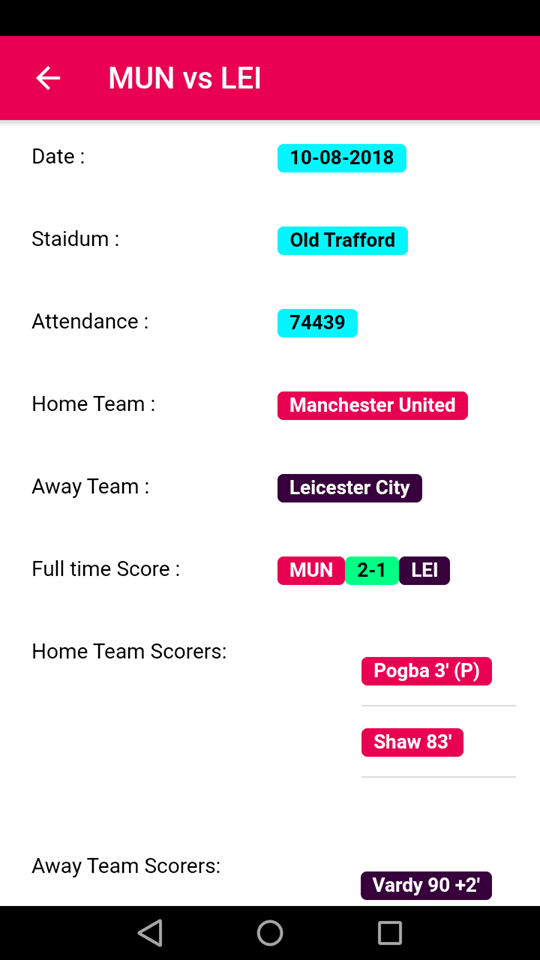 MUN vs LEI
Date : 10-08-2018
Staidum : Old Trafford
Attendance : 74439
Home Team : Manchester United
Away Team : Leicester City
Full time Score : MUN 2-1 LEI
Home Team Scorers:
Pogba 3' (P)
Shaw 83'
Away Team Scorers:
Vardy 90 +2'